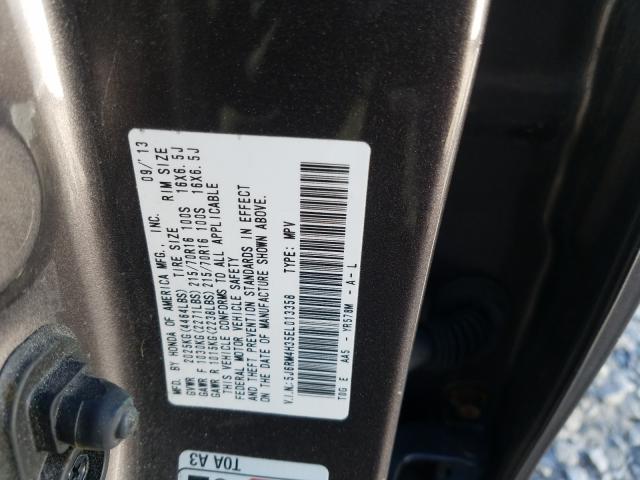 MFD. BY HONDA OF AMERICA MFG., INC. 09/'13
GVWR 2025KG(4464LBS) TIRE SIZE RIM SIZE
GAWR F 1030KG(2271LBS) 215/70R16 100S 16X6.5J
GAWR R 1015KG(2238LBS) 215/70R16 100S 16X6.5J
THIS VEHICLE CONFORMS TO ALL APPLICABLE
FEDERAL MOTOR VEHICLE SAFETY
AND THEFT PREVENTION STANDARDS IN EFFECT
ON THE DATE OF MANUFACTURE SHOWN ABOVE.
V.I.N.:5J6RM4H35EL013358 TYPE: MPV
T0G E AA5 - YR578M - A - L
T0A A3